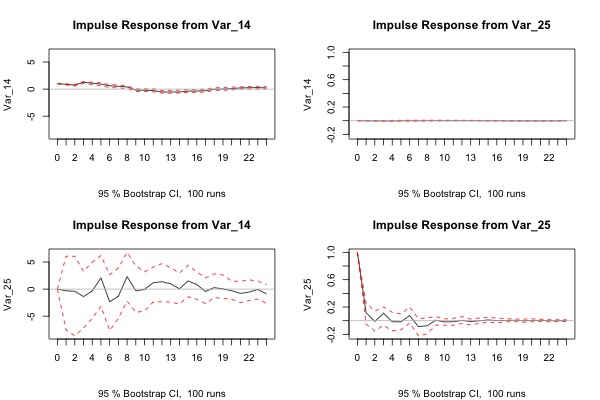 Impulse Response from Var_14
Var_14
5
0
-5
0 2 4 6 8 10 13 16 19 22
95 % Bootstrap CI, 100 runs
Impulse Response from Var_25
Var_14
1.0
0.6
0.2
-0.2
0 2 4 6 8 10 13 16 19 22
95 % Bootstrap CI, 100 runs
Impulse Response from Var_14
Var_25
5
0
-5
0 2 4 6 8 10 13 16 19 22
95 % Bootstrap CI, 100 runs
Impulse Response from Var_25
Var_25
1.0
0.6
0.2
-0.2
0 2 4 6 8 10 13 16 19 22
95 % Bootstrap CI, 100 runs